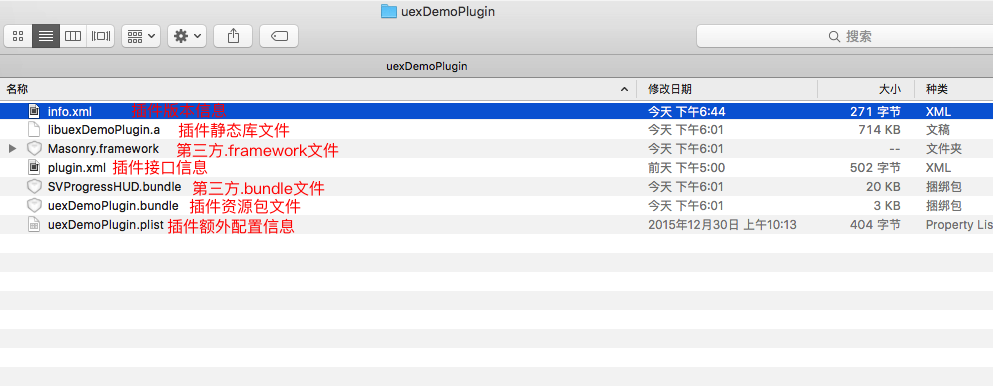 uexDemoPlugin
搜索
uexDemoPlugin
名称 修改日期 大小 种类
info.xml 插件版本信息 今天 下午6:44 271 字节 XML
libuexDemoPlugin.a 插件静态库文件 今天 下午6:01 714 KB 文稿
Masonry.framework 第三方.framework文件 今天 下午6:01 -- 文件夹
plugin.xml 插件接口信息 前天 下午5:00 502 字节 XML
SVProgressHUD.bundle 第三方.bundle文件 今天 下午6:01 20 KB 捆绑包
uexDemoPlugin.bundle 插件资源包文件 今天 下午6:01 3 KB 捆绑包
uexDemoPlugin.plist 插件额外配置信息 2015年12月30日 上午10:13 404 字节 Property Lis